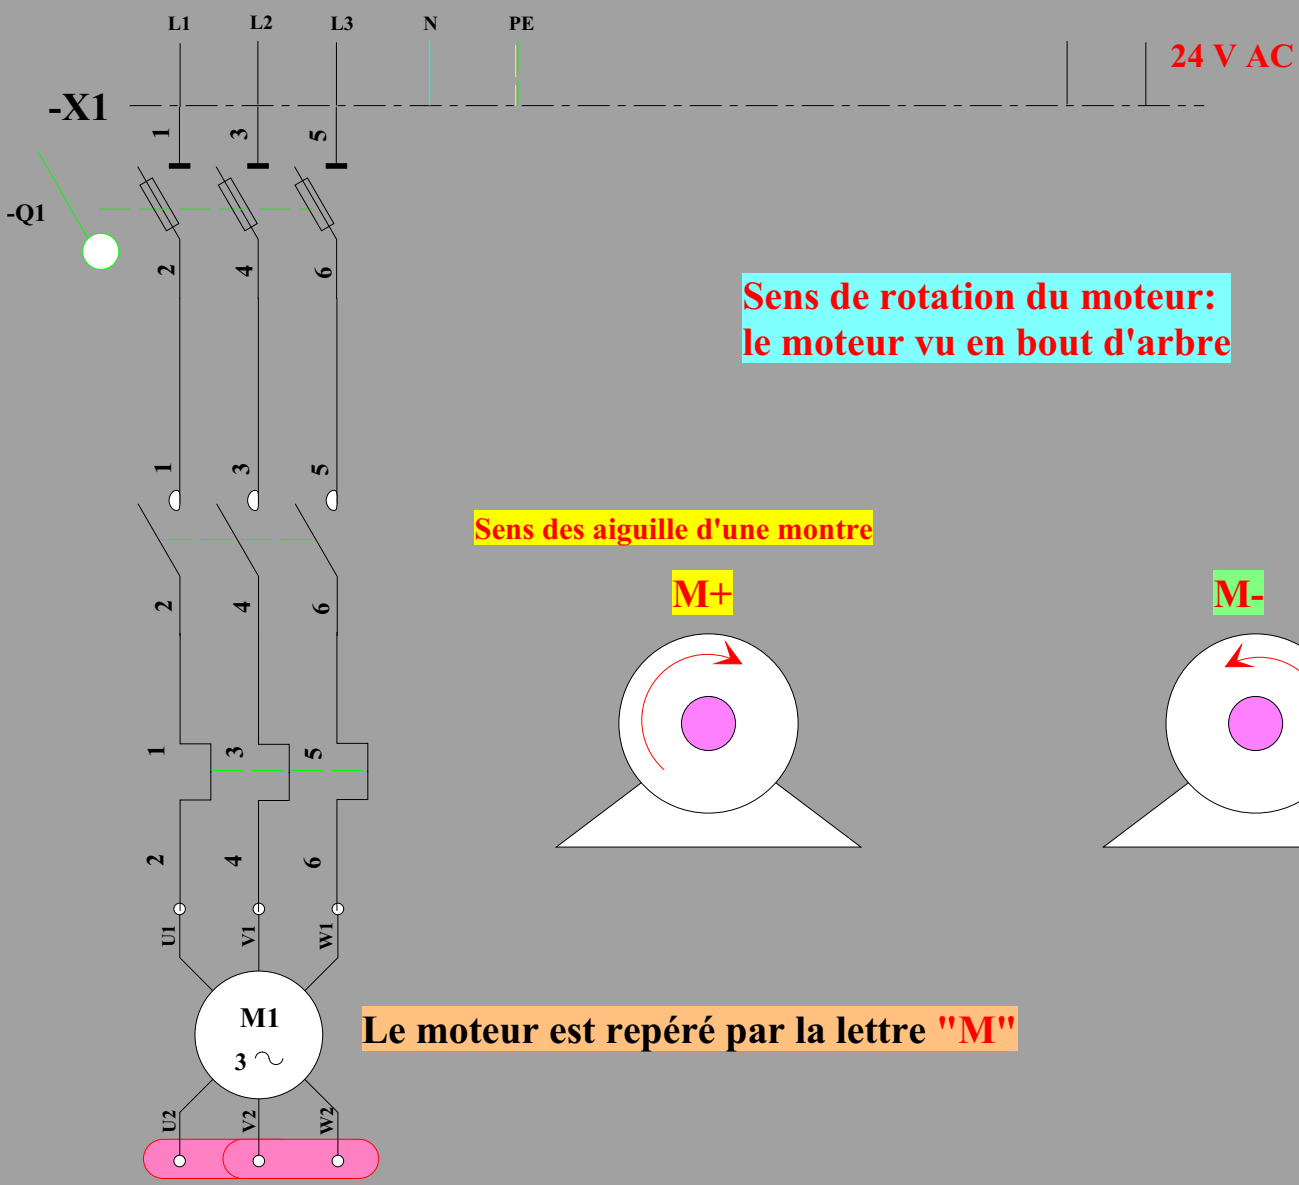 L1 L2 L3 N PE
24 V AC
-X1
1 3 5
-Q1
2 4 6
Sens de rotation du moteur:
le moteur vu en bout d'arbre
1 3 5
Sens des aiguille d'une montre
M+ M-
2 4 6
1 3 5
2 4 6
U1 V1 W1
M1
3 ~
Le moteur est repéré par la lettre "M"
U2 V2 W2